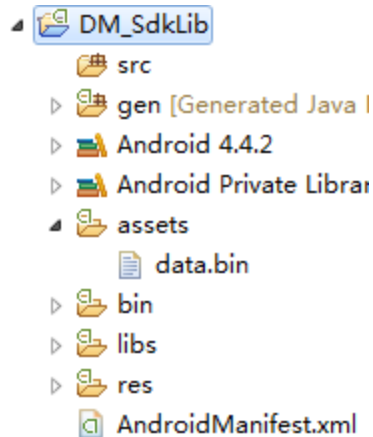 DM_SdkLib
src
gen [Generated Java
Android 4.4.2
Android Private
assets
data.bin
bin
libs
res
AndroidManifest.xml